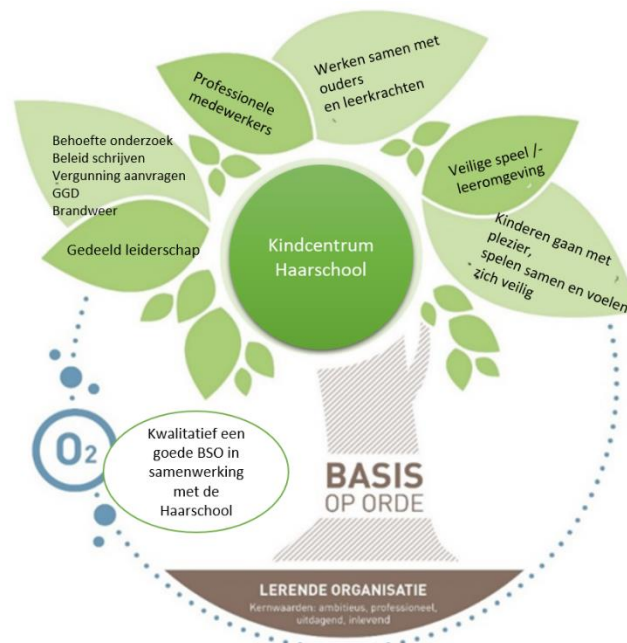 Werken samen met
ouders
en leerkrachten
Professionele
medewerkers
Behoefte onderzoek
Beleid schrijven
Vergunning aanvragen
GGD
Brandweer
Gedeeld leiderschap
Veilige speel /-
leeromgeving
Kinderen gaan met
plezier,
spelen samen en voelen
zich veilig
Kindcentrum
Haarschool
O2
Kwalitatief een
goede BSO in
samenwerking
met de
Haarschool
BASIS
OP ORDE
LERENDE ORGANISATIE
Kernwaarden: ambitieus, professioneel,
uitdagend, inlevend